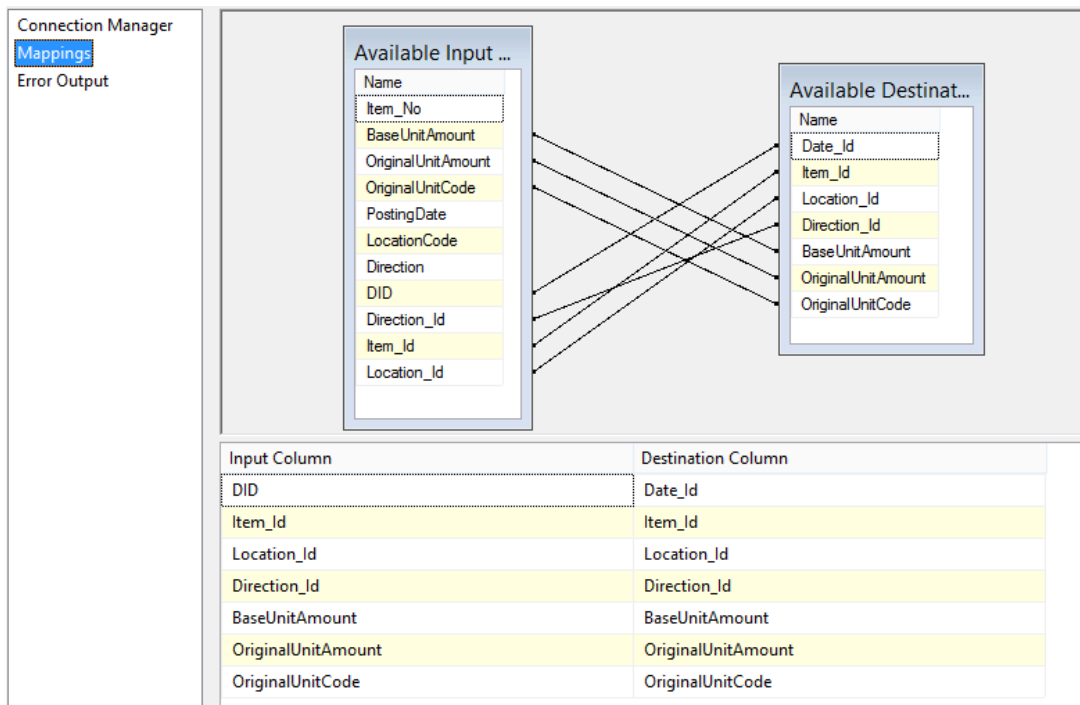 Connection Manager
Mappings
Error Output
Available Input ...
Name
Item_No
BaseUnitAmount
OriginalUnitAmount
OriginalUnitCode
PostingDate
LocationCode
Direction
DID
Direction_Id
Item_Id
Location_Id
Available Destinat...
Name
Date_Id
Item_Id
Location_Id
Direction_Id
BaseUnitAmount
OriginalUnitAmount
OriginalUnitCode
Input Column Destination Column
DID Date_Id
Item_Id Item_Id
Location_Id Location_Id
Direction_Id Direction_Id
BaseUnitAmount BaseUnitAmount
OriginalUnitAmount OriginalUnitAmount
OriginalUnitCode OriginalUnitCode